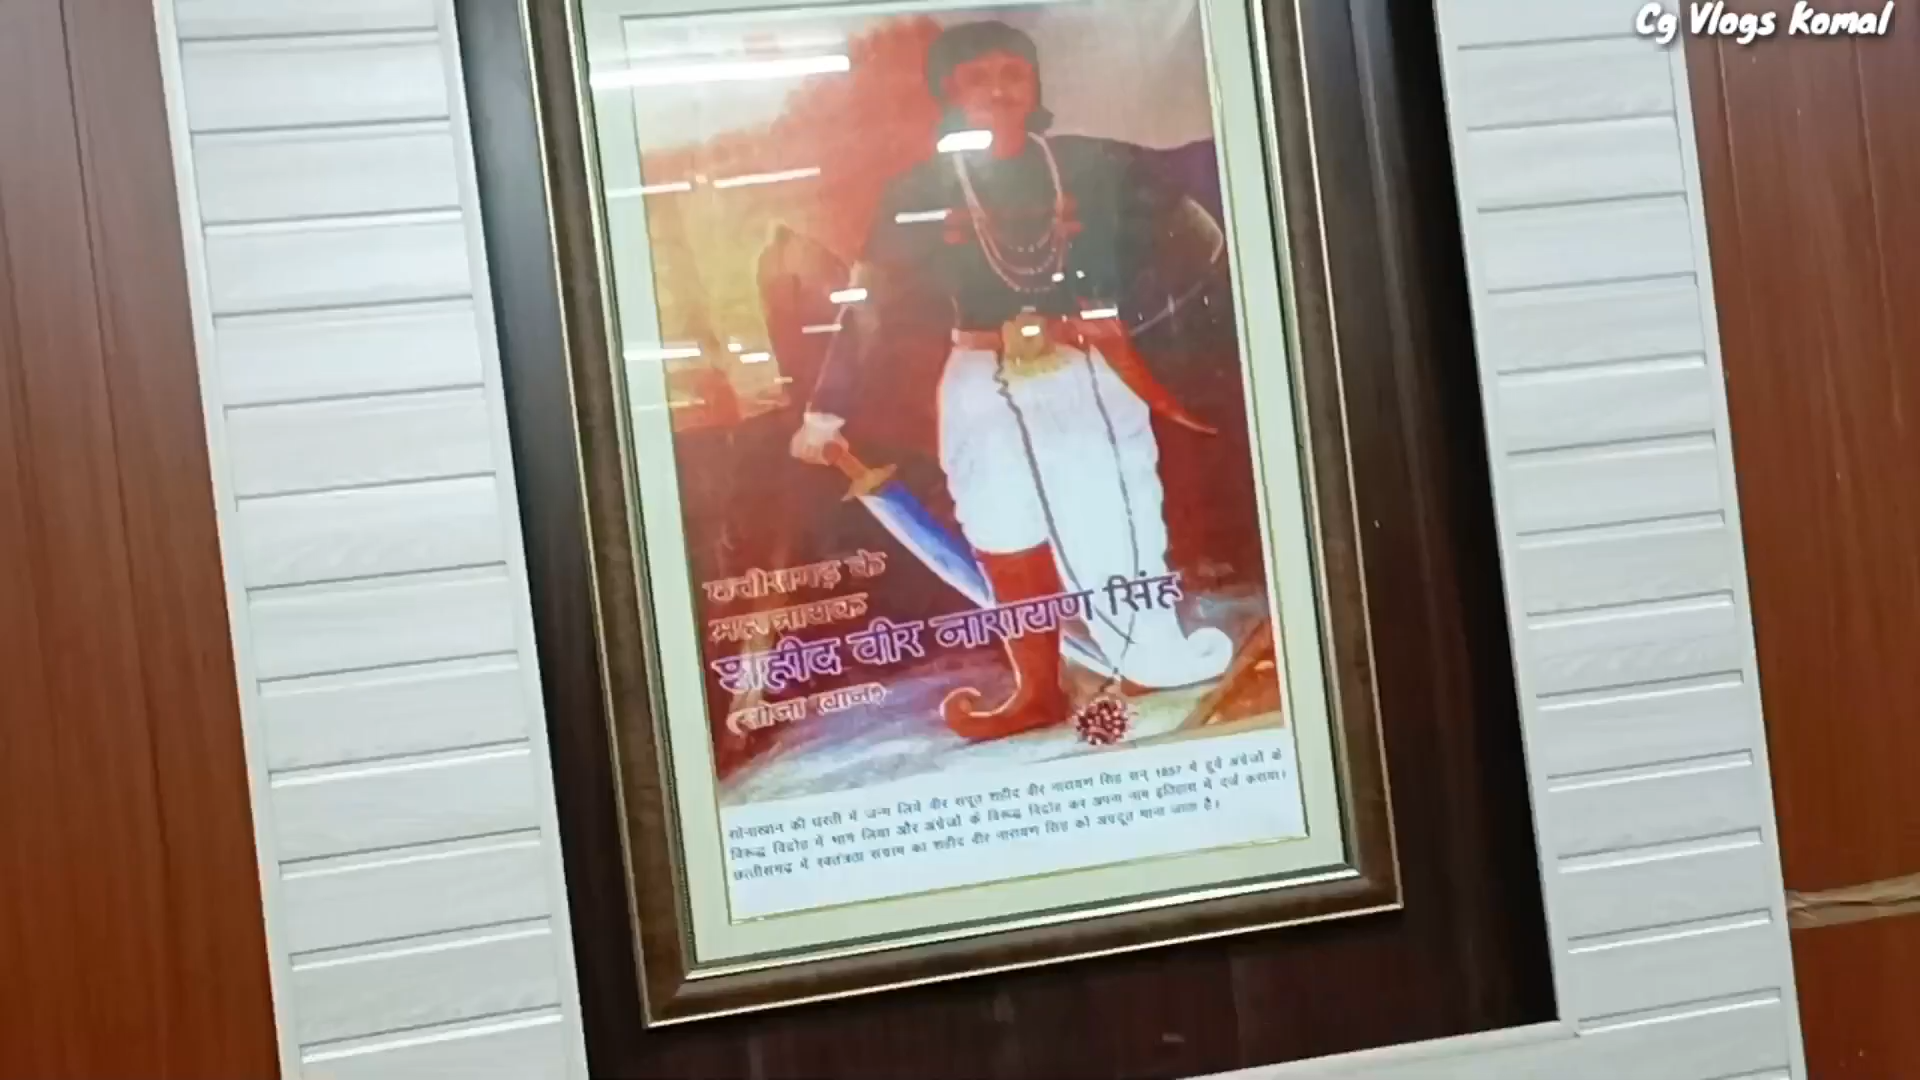 Cg Vlogs Komal
छत्तीसगढ़ के
महानायक
शहीद वीर नारायण सिंह
(सोना खान)
सोनाखान की धरती में जन्म लिये वीर सपूत शहीद वीर नारायण सिंह सन् 1857 में हुये अंग्रेजों के
विरूद्ध विद्रोह में भाग लिया और अंग्रेजों के विरूद्ध विद्रोह कर अपना नाम इतिहास में दर्ज कराया।
छत्तीसगढ़ में स्वतंत्रता संग्राम का शहीद वीर नारायण सिंह को अग्रदूत माना जाता है।